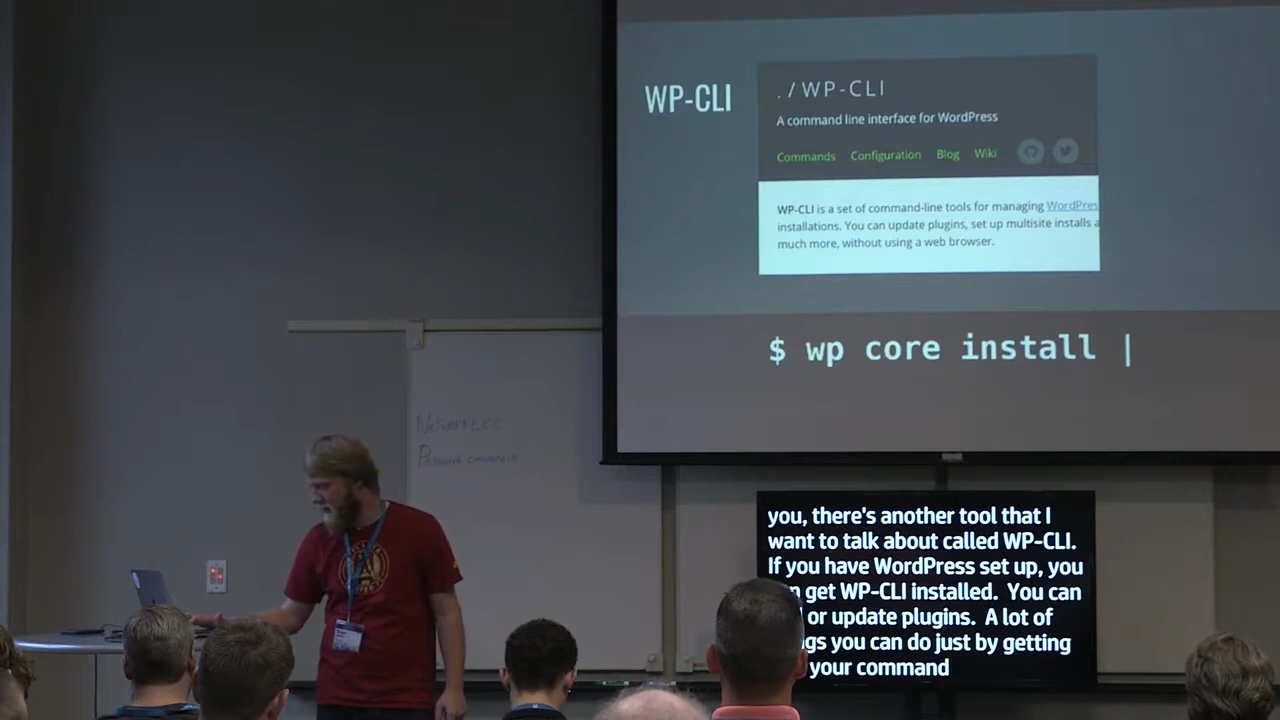 WP-CLI
./WP-CLI
A command line interface for WordPress
Commands Configuration Blog Wiki
WP-CLI is a set of command-line tools for managing WordPres
installations. You can update plugins, set up multisite installs a
much more, without using a web browser.
$ wp core install |
you, there's another tool that I
want to talk about called WP-CLI.
If you have WordPress set up, you
n get WP-CLI installed. You can
or update plugins. A lot of
gs you can do just by getting
your command